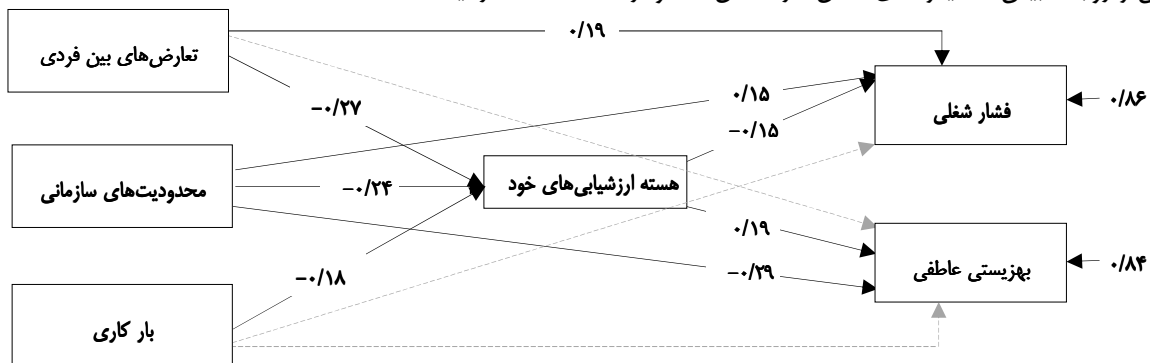 ۰/۱۹
تعارض‌های بین فردی
فشار شغلی
۰/۸۶
۰/۱۵
−۰/۲۷
−۰/۱۵
محدودیت‌های سازمانی
−۰/۲۴
هسته ارزشیابی‌های خود
۰/۱۹
بهزیستی عاطفی
۰/۸۴
−۰/۲۹
−۰/۱۸
بار کاری